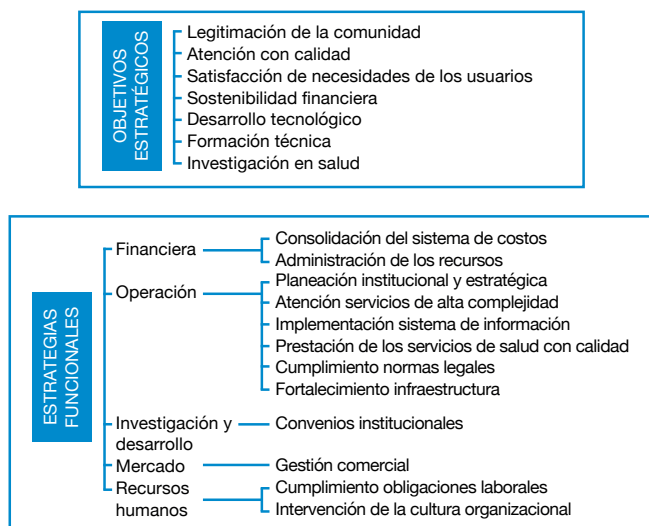 OBJETIVOS
ESTRATÉGICOS
Legitimación de la comunidad
Atención con calidad
Satisfacción de necesidades de los usuarios
Sostenibilidad financiera
Desarrollo tecnológico
Formación técnica
Investigación en salud
ESTRATEGIAS
FUNCIONALES
Financiera
Consolidación del sistema de costos
Administración de los recursos
Operación
Planeación institucional y estratégica
Atención servicios de alta complejidad
Implementación sistema de información
Prestación de los servicios de salud con calidad
Cumplimiento normas legales
Fortalecimiento infraestructura
Investigación y
desarrollo
Convenios institucionales
Mercado
Gestión comercial
Recursos
humanos
Cumplimiento obligaciones laborales
Intervención de la cultura organizacional